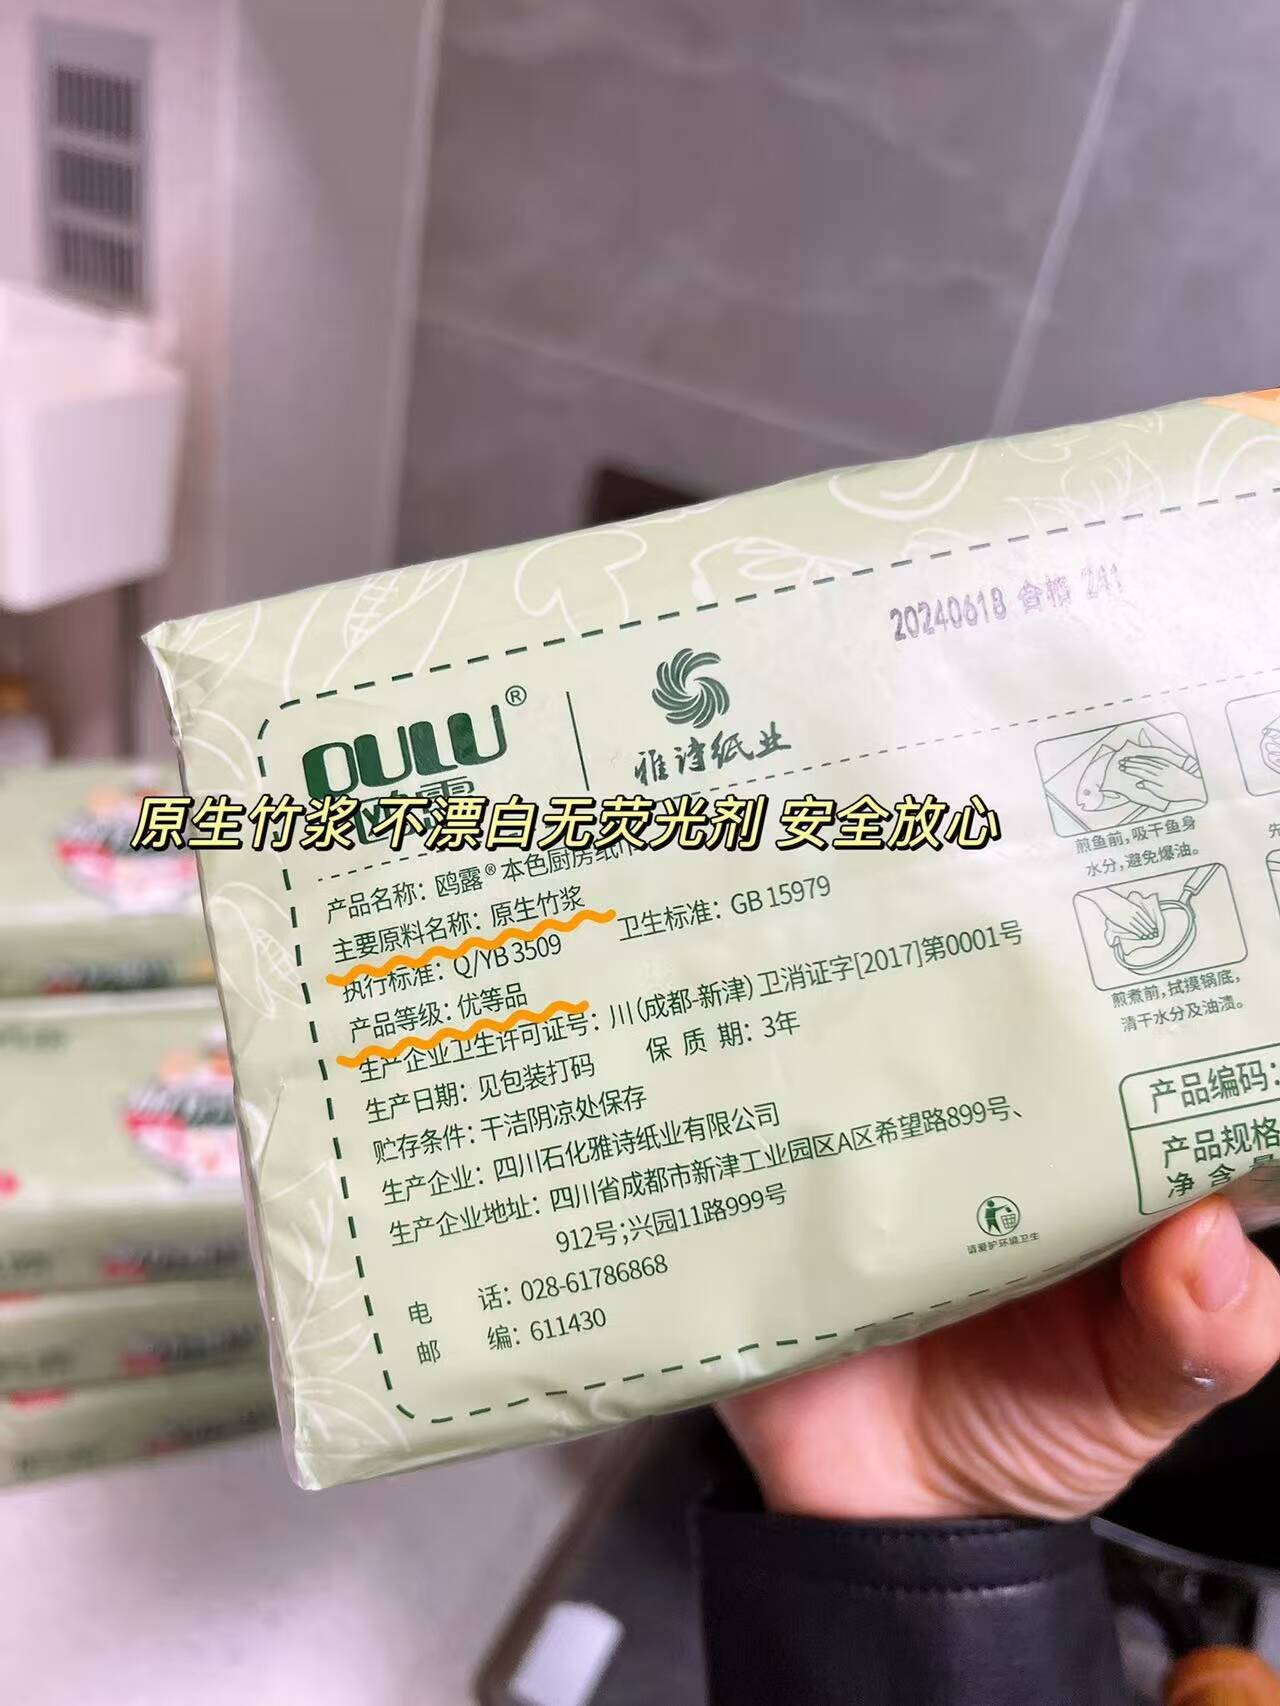 20240618 合格 241
OULU®
雅诗纸业
原生竹浆 不漂白无荧光剂 安全放心
产品名称：鸥露®本色厨房纸
主要原料名称：原生竹浆
执行标准：Q/YB 3509
卫生标准：GB 15979
产品等级：优等品
生产企业卫生许可证号：川（成都-新津）卫消证字[2017]第0001号
生产日期：见包装打码
保质期：3年
贮存条件：干洁阴凉处保存
生产企业：四川石化雅诗纸业有限公司
生产企业地址：四川省成都市新津工业园区A区希望路899号、
912号；兴园11路999号
电话：028-61786868
邮编：611430
煎鱼前，吸干鱼身
水分，避免爆油。
煎煮前，拭摸锅底，
清干水分及油渍。
先
请爱护环境卫生
产品编码：
产品规格
净含量